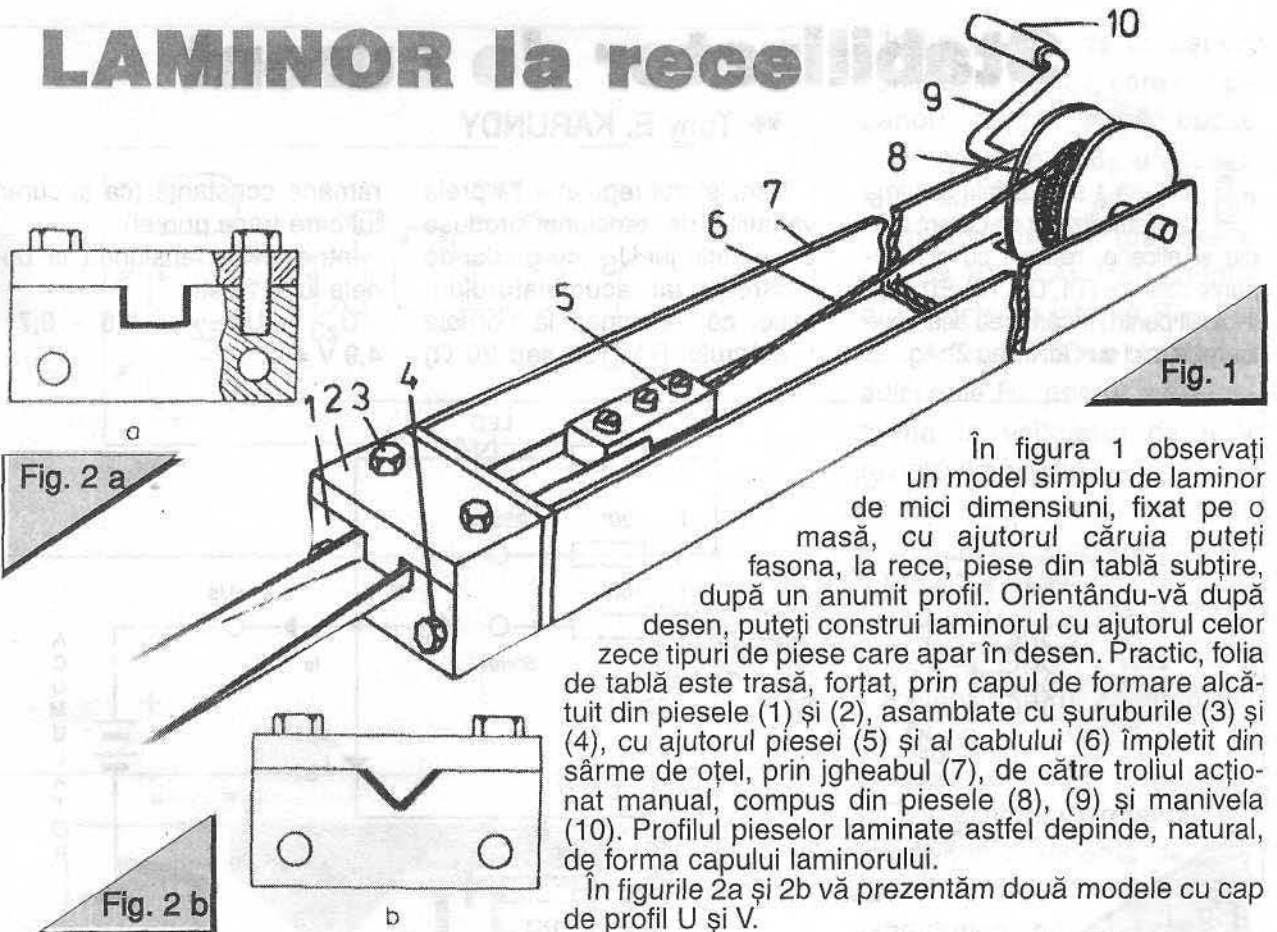 LAMINOR la rece
10
9
8
7
6
5
4
1 2 3
a
Fig. 2 a
Fig. 1
În figura 1 observați
un model simplu de laminor
de mici dimensiuni, fixat pe o
masă, cu ajutorul căruia puteți
fasona, la rece, piese din tablă subțire,
după un anumit profil. Orientându-vă după
desen, puteți construi laminorul cu ajutorul celor
zece tipuri de piese care apar în desen. Practic, folia
de tablă este trasă, forțat, prin capul de formare alcă-
tuit din piesele (1) și (2), asamblate cu șuruburile (3) și
(4), cu ajutorul piesei (5) și al cablului (6) împletit din
sârme de oțel, prin jgheabul (7), de către troliul acțio-
nat manual, compus din piesele (8), (9) și manivela
(10). Profilul pieselor laminate astfel depinde, natural,
de forma capului laminorului.
În figurile 2a și 2b vă prezentăm două modele cu cap
de profil U și V.
Fig. 2 b
b